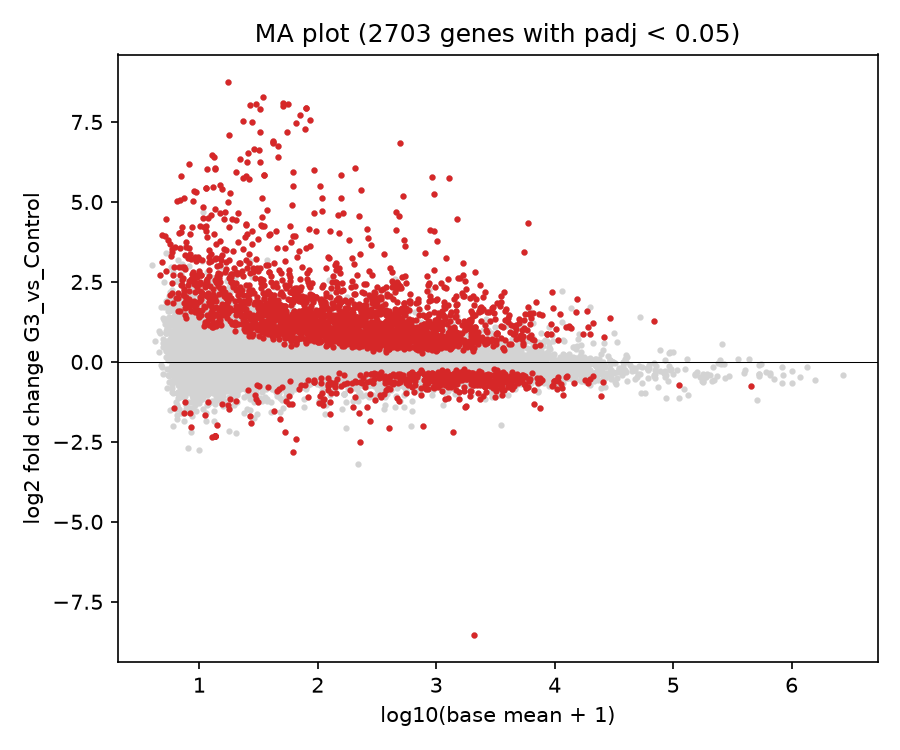 MA plot (2703 genes with padj < 0.05)
log2 fold change G3_vs_Control
7.5
5.0
2.5
0.0
−2.5
−5.0
−7.5
1 2 3 4 5 6
log10(base mean + 1)